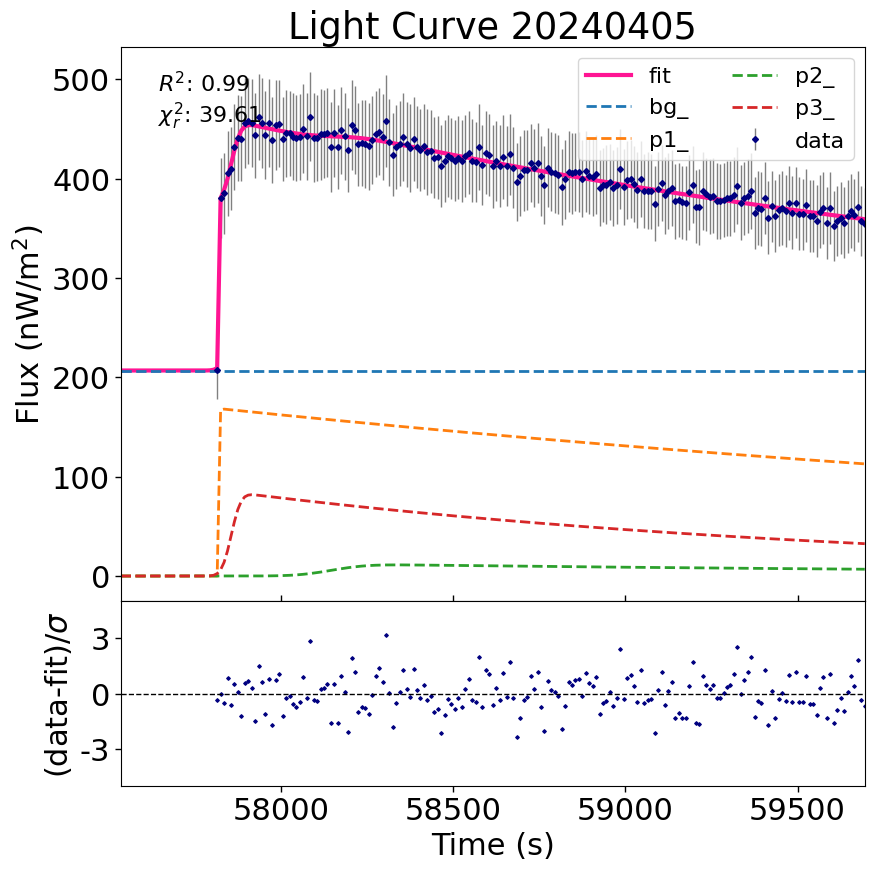 Light Curve 20240405
R²: 0.99
χ²ᵣ: 39.61
fit
bg_
p1_
p2_
p3_
data
Flux (nW/m²)
500
400
300
200
100
0
(data-fit)/σ
3
0
-3
58000 58500 59000 59500
Time (s)